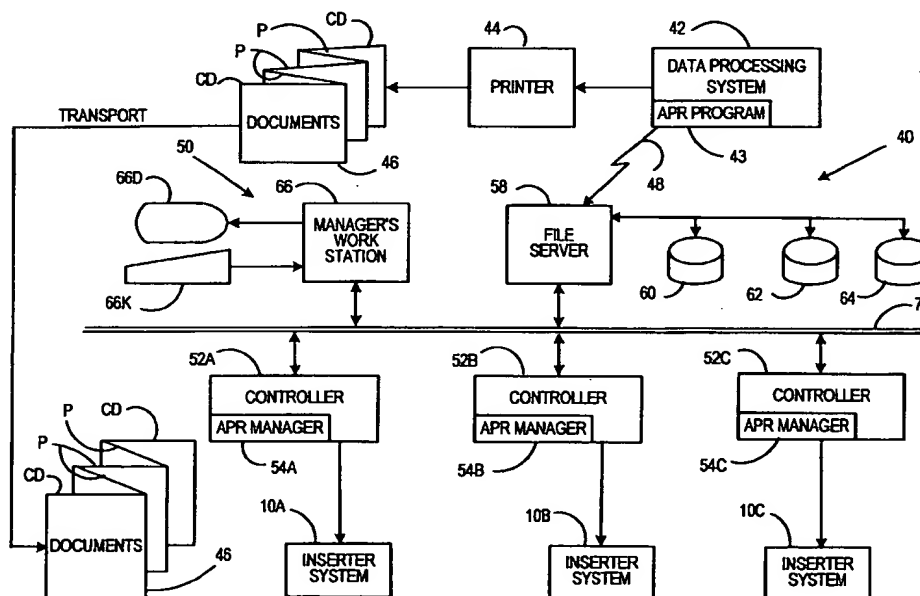 CD
P
P
CD
44
42
PRINTER
DATA PROCESSING
SYSTEM
APR PROGRAM
DOCUMENTS
TRANSPORT
46
43
48
40
50
66D
66
58
MANAGER'S
WORK
STATION
FILE
SERVER
66K
60
62
64
52A
52B
52C
CONTROLLER
APR MANAGER
CONTROLLER
APR MANAGER
CONTROLLER
APR MANAGER
54A
54B
54C
CD
P
P
CD
DOCUMENTS
46
10A
10B
10C
INSERTER
SYSTEM
INSERTER
SYSTEM
INSERTER
SYSTEM